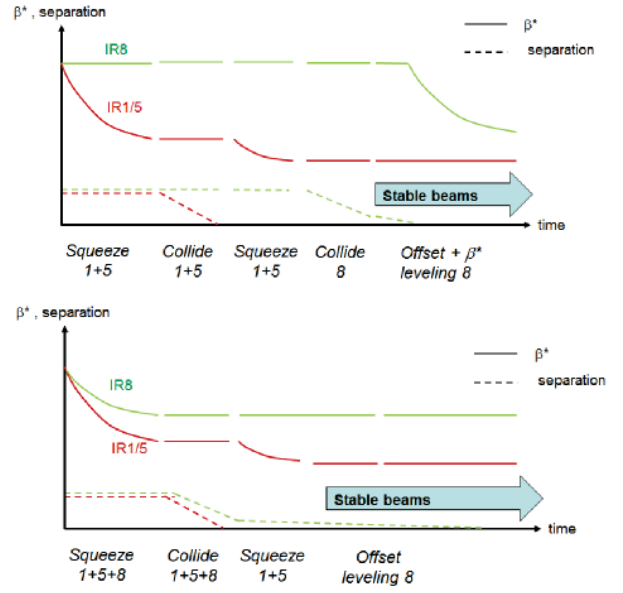 β* , separation
β*
separation
IR8
IR1/5
Stable beams
time
Squeeze
1+5
Collide
1+5
Squeeze
1+5
Collide
8
Offset + β*
leveling 8
β* , separation
β*
separation
IR8
IR1/5
Stable beams
time
Squeeze
1+5+8
Collide
1+5+8
Squeeze
1+5
Offset
leveling 8